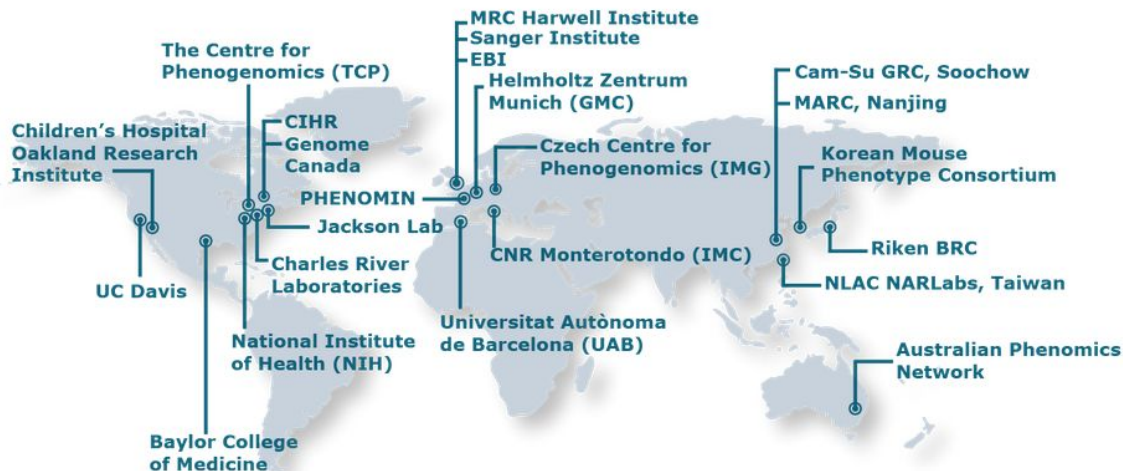 MRC Harwell Institute
Sanger Institute
EBI
The Centre for
Phenogenomics (TCP)
Helmholtz Zentrum
Munich (GMC)
Cam-Su GRC, Soochow
MARC, Nanjing
Children's Hospital
Oakland Research
Institute
CIHR
Genome
Canada
Czech Centre for
Phenogenomics (IMG)
Korean Mouse
Phenotype Consortium
PHENOMIN
Jackson Lab
CNR Monterotondo (IMC)
Riken BRC
Charles River
Laboratories
UC Davis
NLAC NARLabs, Taiwan
National Institute
of Health (NIH)
Universitat Autònoma
de Barcelona (UAB)
Australian Phenomics
Network
Baylor College
of Medicine